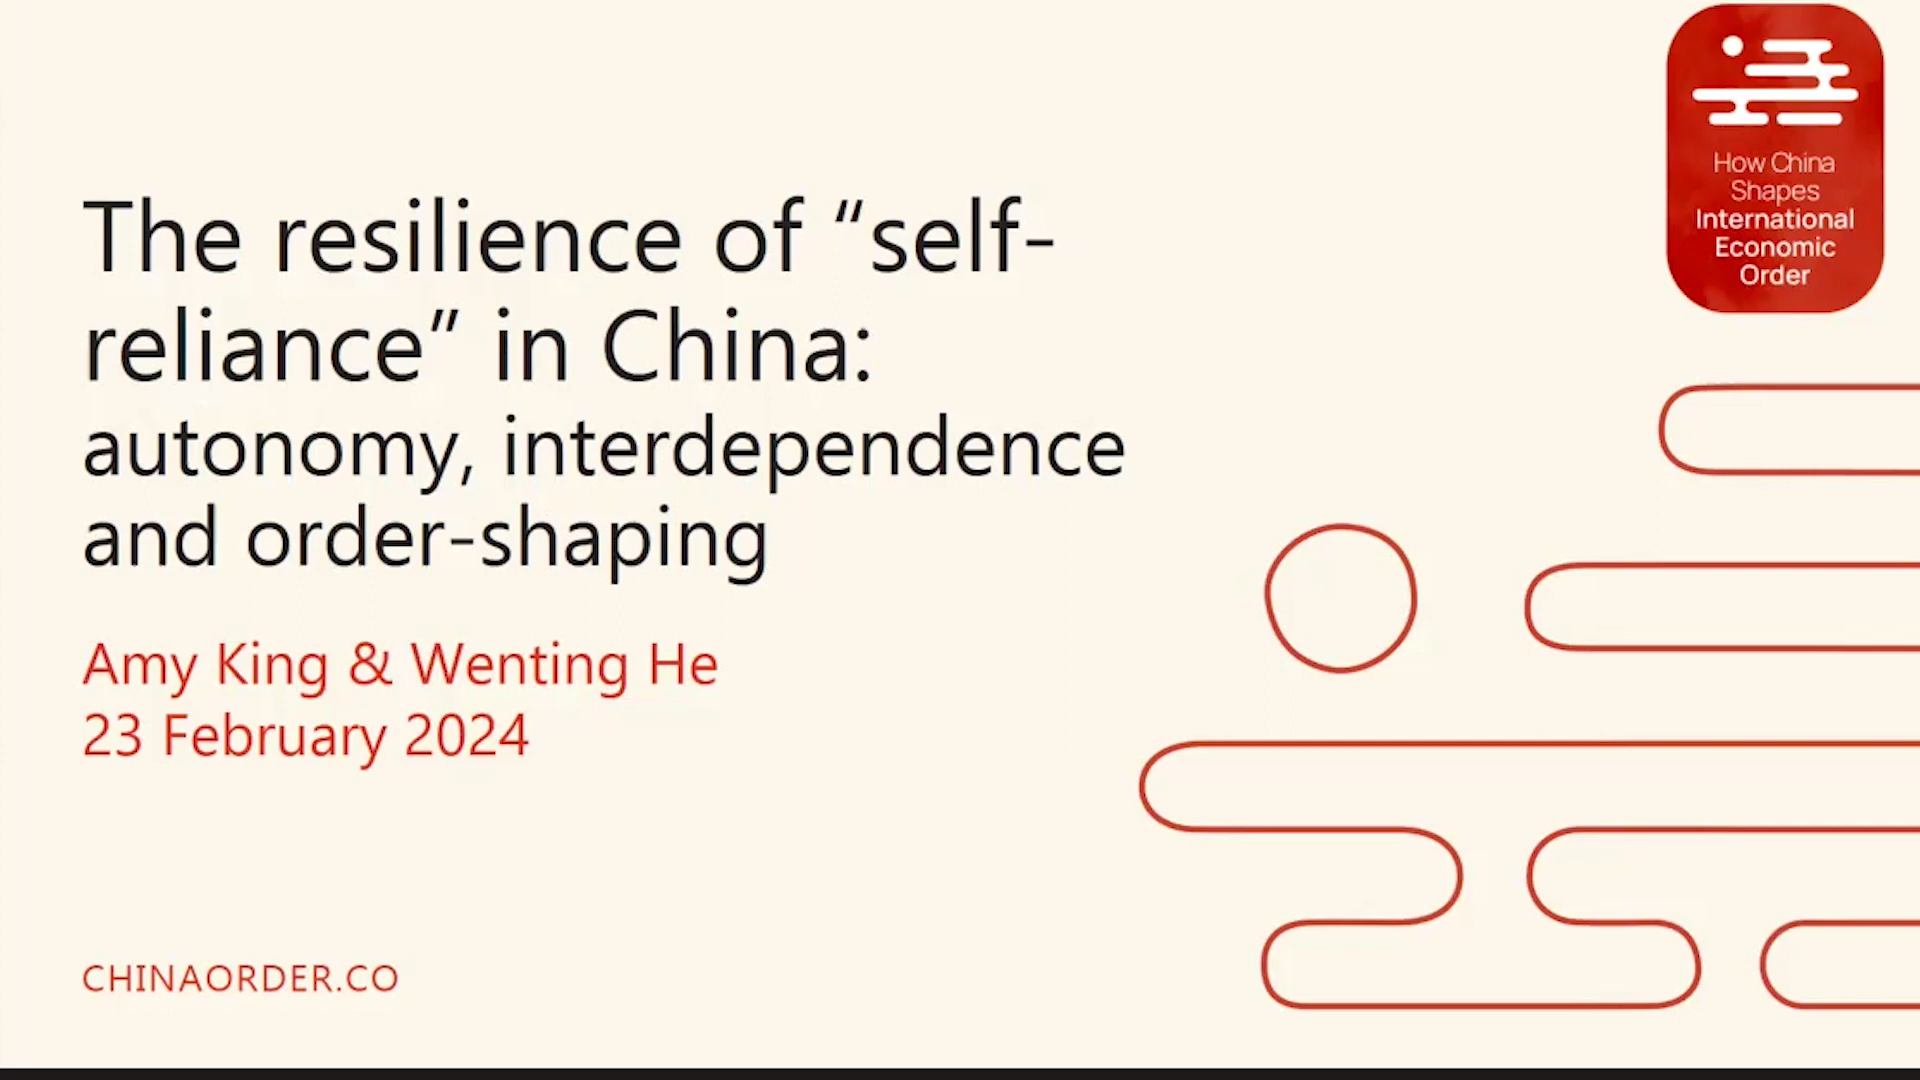 How China
Shapes
International
Economic
Order
The resilience of “self-
reliance” in China:
autonomy, interdependence
and order-shaping
Amy King & Wenting He
23 February 2024
CHINAORDER.CO